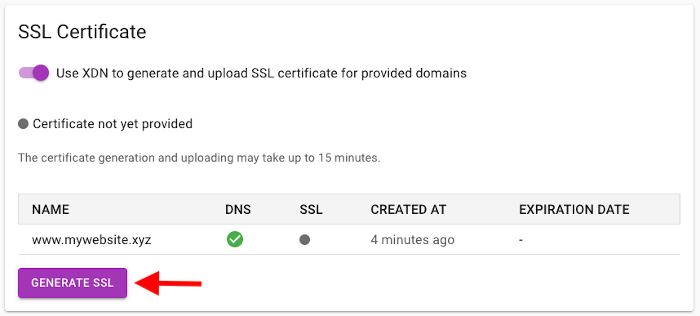 SSL Certificate
Use XDN to generate and upload SSL certificate for provided domains
Certificate not yet provided
The certificate generation and uploading may take up to 15 minutes.
NAME DNS SSL CREATED AT EXPIRATION DATE
www.mywebsite.xyz 4 minutes ago -
GENERATE SSL